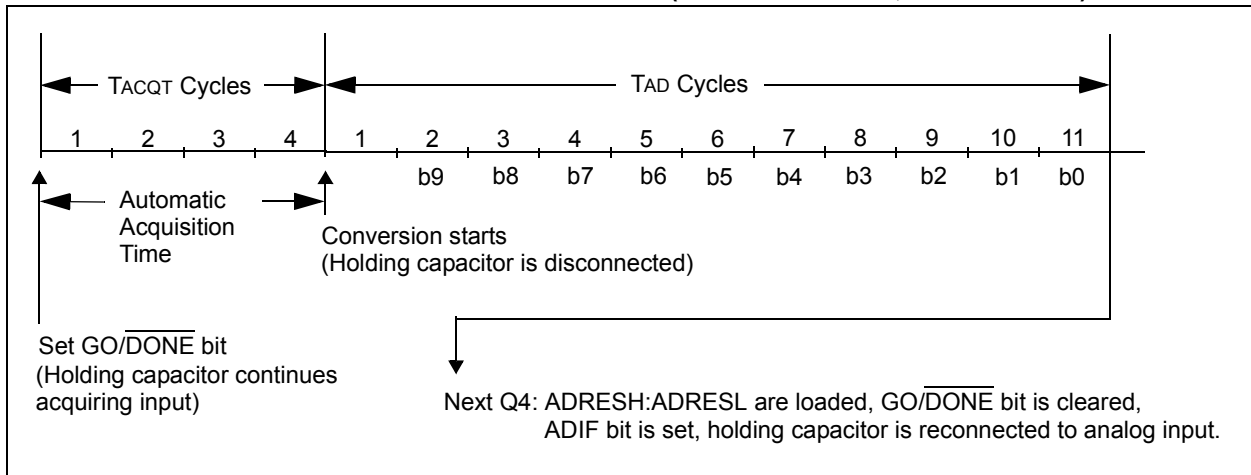 TACQT Cycles
TAD Cycles
1 2 3 4 1 2 3 4 5 6 7 8 9 10 11
b9 b8 b7 b6 b5 b4 b3 b2 b1 b0
Automatic
Acquisition
Time
Conversion starts
(Holding capacitor is disconnected)
Set GO/DONE bit
(Holding capacitor continues
acquiring input)
Next Q4: ADRESH:ADRESL are loaded, GO/DONE bit is cleared,
ADIF bit is set, holding capacitor is reconnected to analog input.